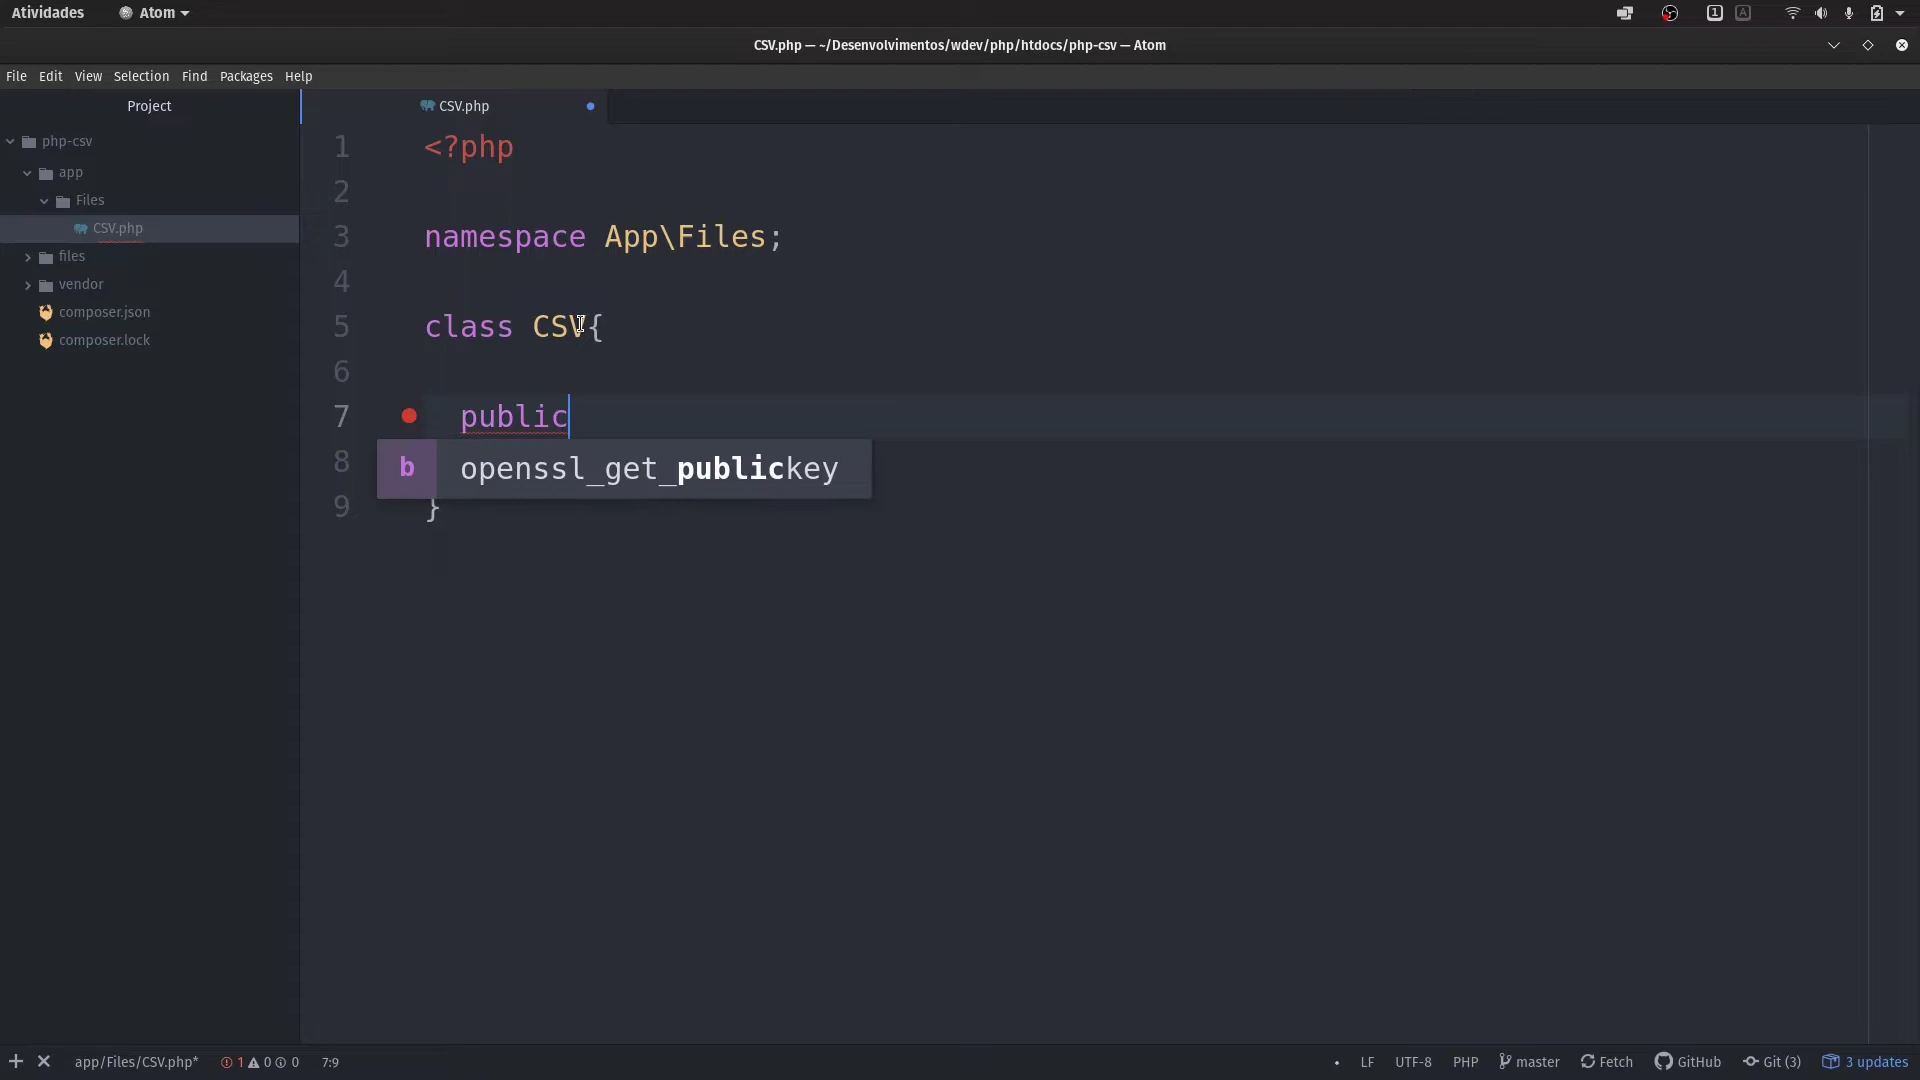 Atividades Atom 1 A
CSV.php — ~/Desenvolvimentos/wdev/php/htdocs/php-csv — Atom
File Edit View Selection Find Packages Help
Project
CSV.php
php-csv
app
Files
CSV.php
files
vendor
composer.json
composer.lock
1 <?php
2
3 namespace App\Files;
4
5 class CSV{
6
7 public
b openssl_get_publickey
8
9 }
app/Files/CSV.php* 1 0 0 7:9 LF UTF-8 PHP master Fetch GitHub Git (3) 3 updates